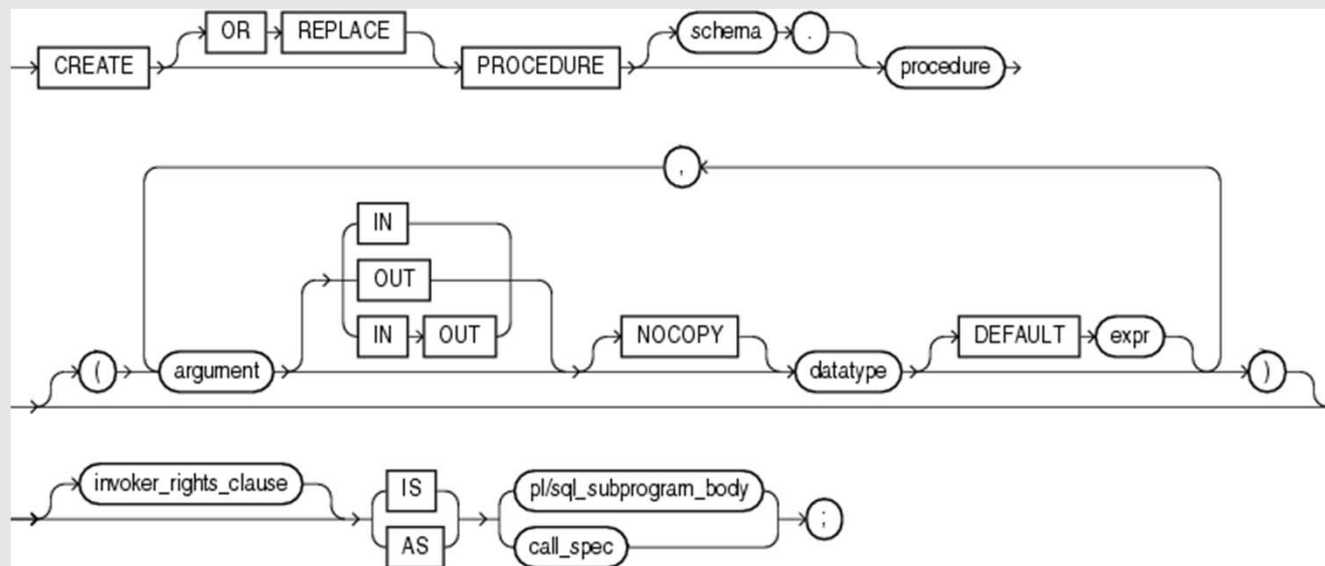 OR REPLACE schema .
CREATE PROCEDURE procedure
,
IN
OUT
IN OUT
NOCOPY DEFAULT expr
( argument datatype )
invoker_rights_clause IS pl/sql_subprogram_body
;
AS call_spec